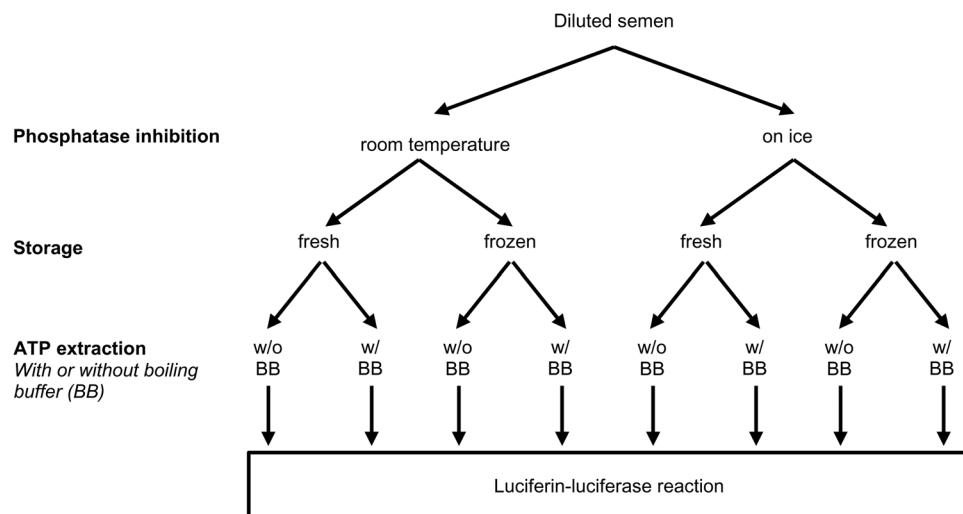 Diluted semen
Phosphatase inhibition
room temperature
on ice
Storage
fresh
frozen
fresh
frozen
ATP extraction
With or without boiling
buffer (BB)
w/o
BB
w/
BB
w/o
BB
w/
BB
w/o
BB
w/
BB
w/o
BB
w/
BB
Luciferin-luciferase reaction